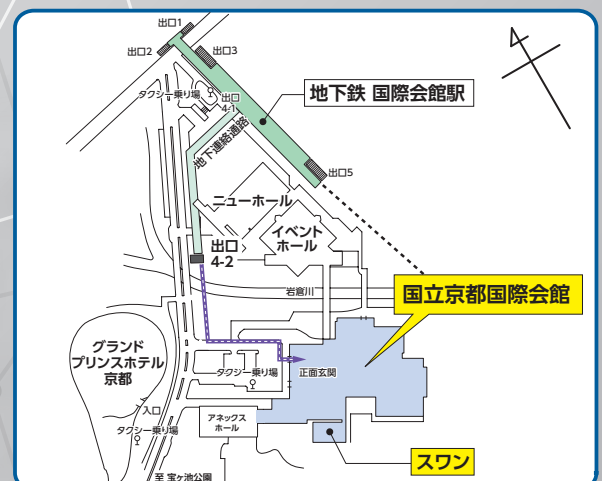 出口1
出口2
出口3
タクシー乗り場
出口
4-1
地下鉄 国際会館駅
地下連絡通路
出口5
ニューホール
イベント
ホール
出口
4-2
岩倉川
国立京都国際会館
グランド
プリンスホテル
京都
タクシー乗り場
正面玄関
入口
アネックス
ホール
タクシー乗り場
スワン
至 宝ヶ池公園